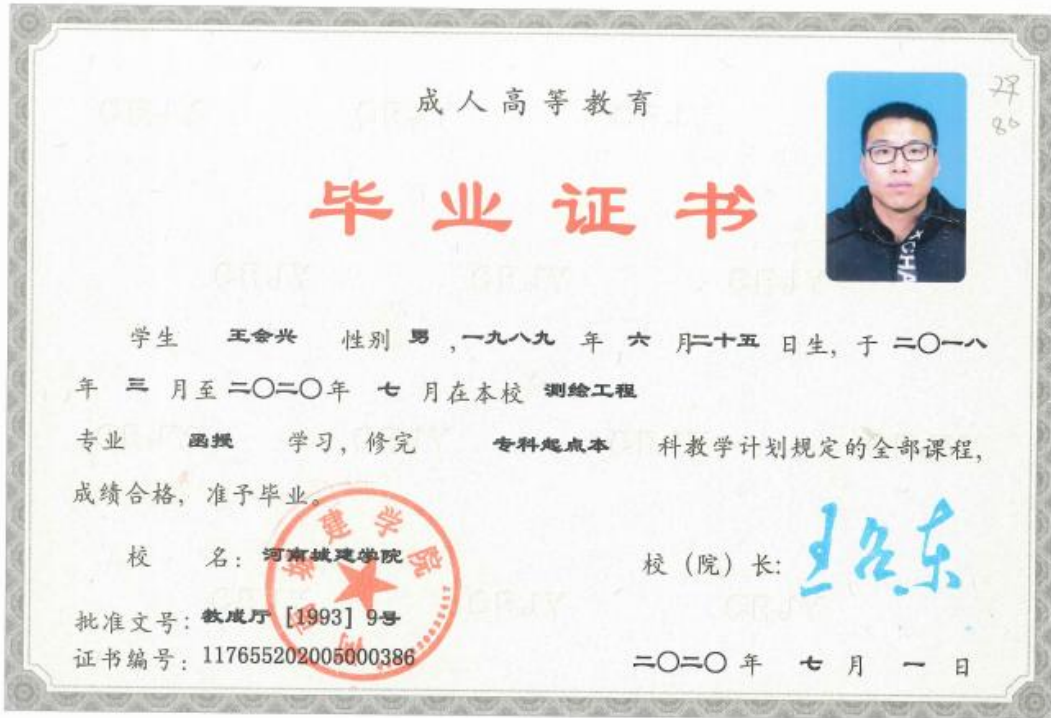 成人高等教育
毕业证书
学生 王会兴 性别 男 ,一九八九 年 六 月二十五 日生, 于 二〇一八
年 三 月至 二〇二〇年 七 月在本校 测绘工程
专业 函授 学习, 修完 专科起点本 科教学计划规定的全部课程,
成绩合格, 准予毕业。
校 名: 河南城建学院
校 (院) 长:
批准文号: 教成厅 [1993] 9号
证书编号: 117655202005000386
二〇二〇 年 七 月 一 日
河南城建学院